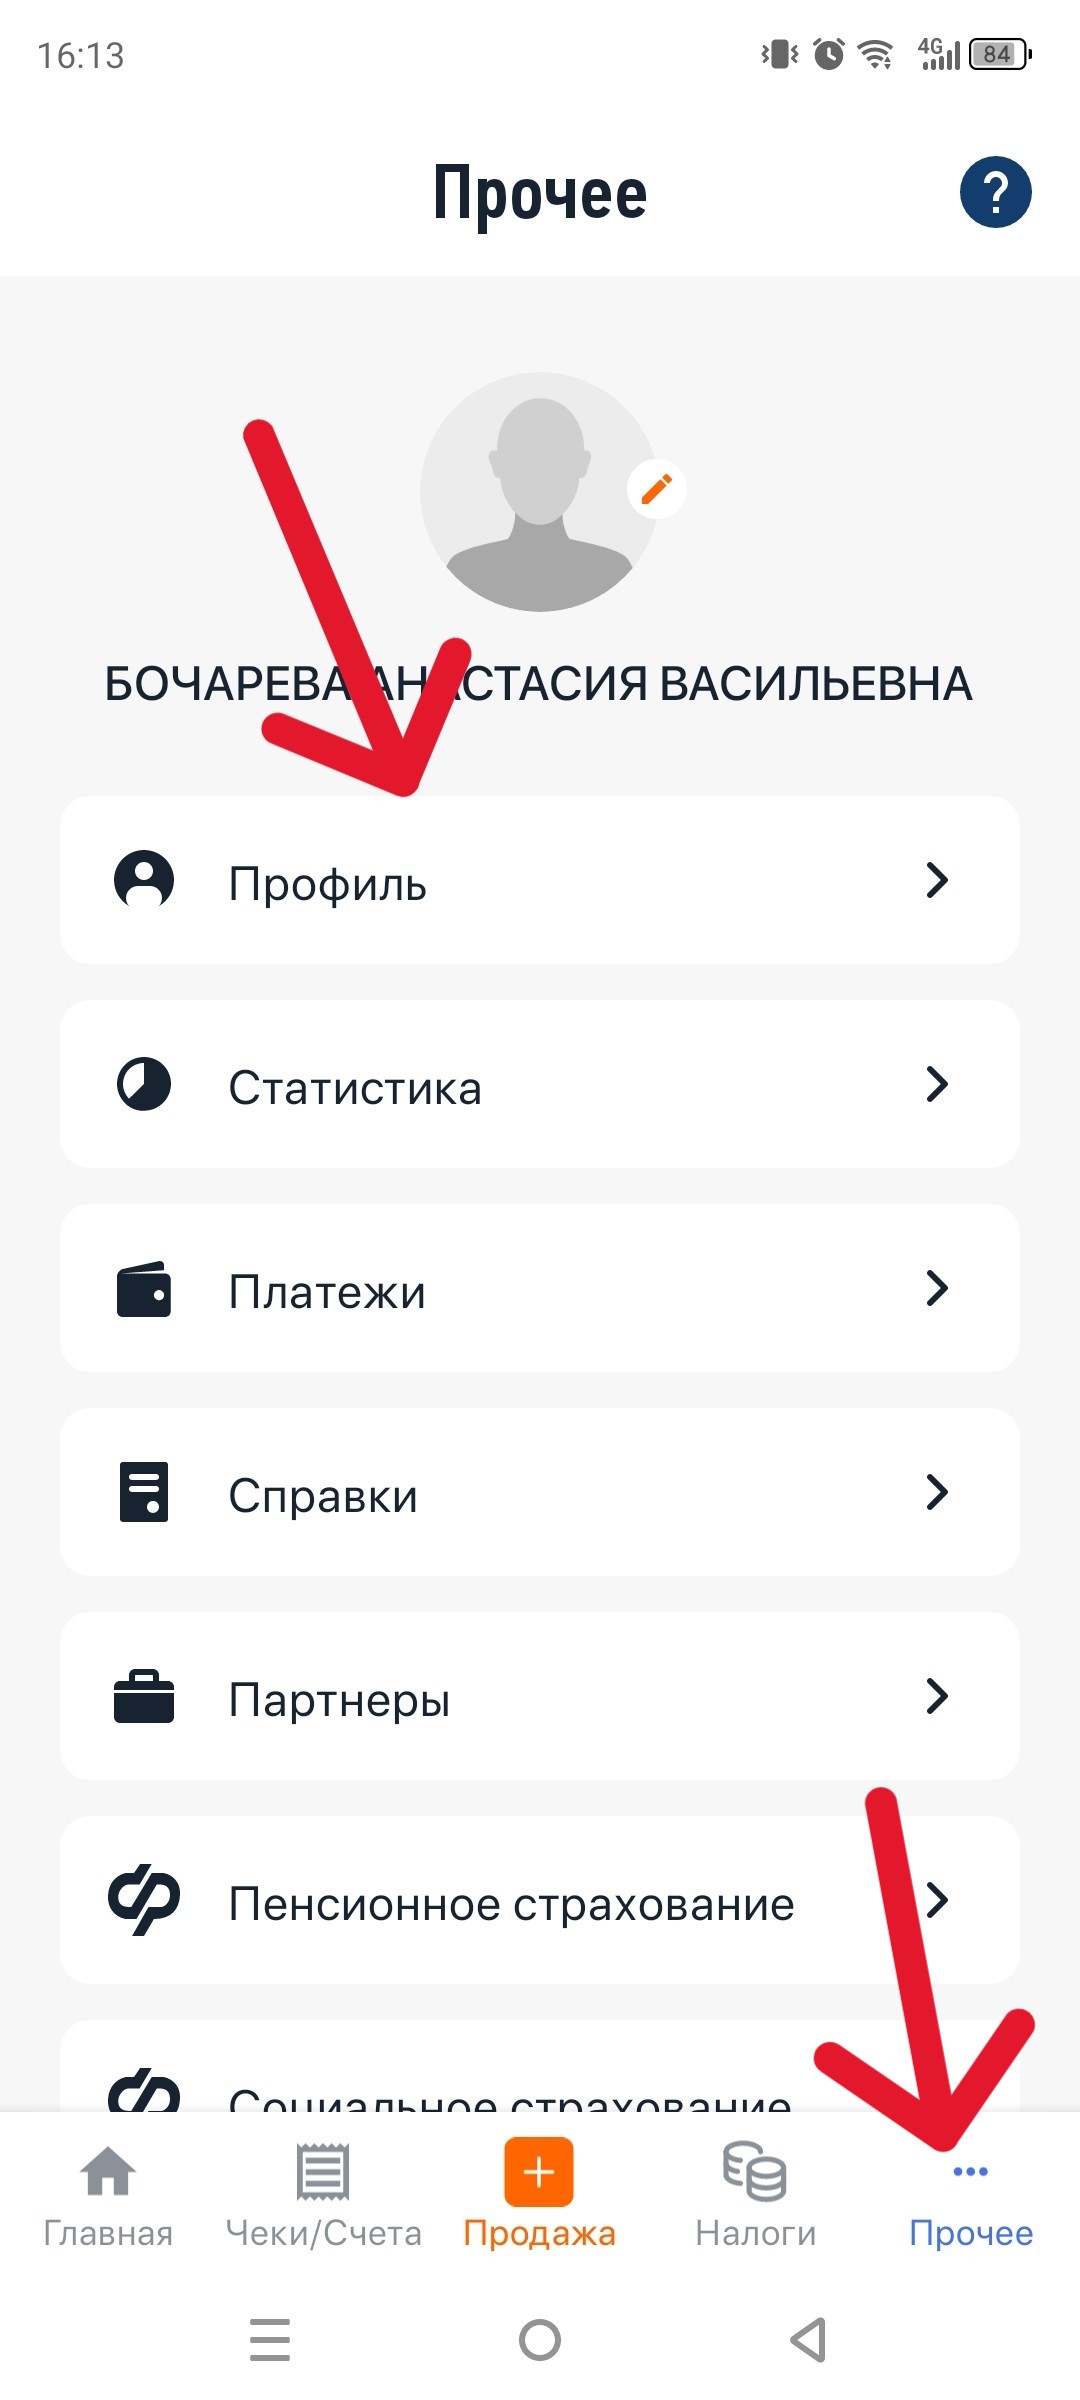 16:13
4G
84
Прочее
?
БОЧАРЕВА АНАСТАСИЯ ВАСИЛЬЕВНА
Профиль
Статистика
Платежи
Справки
Партнеры
Пенсионное страхование
Социальное страхование
Главная
Чеки/Счета
Продажа
Налоги
Прочее